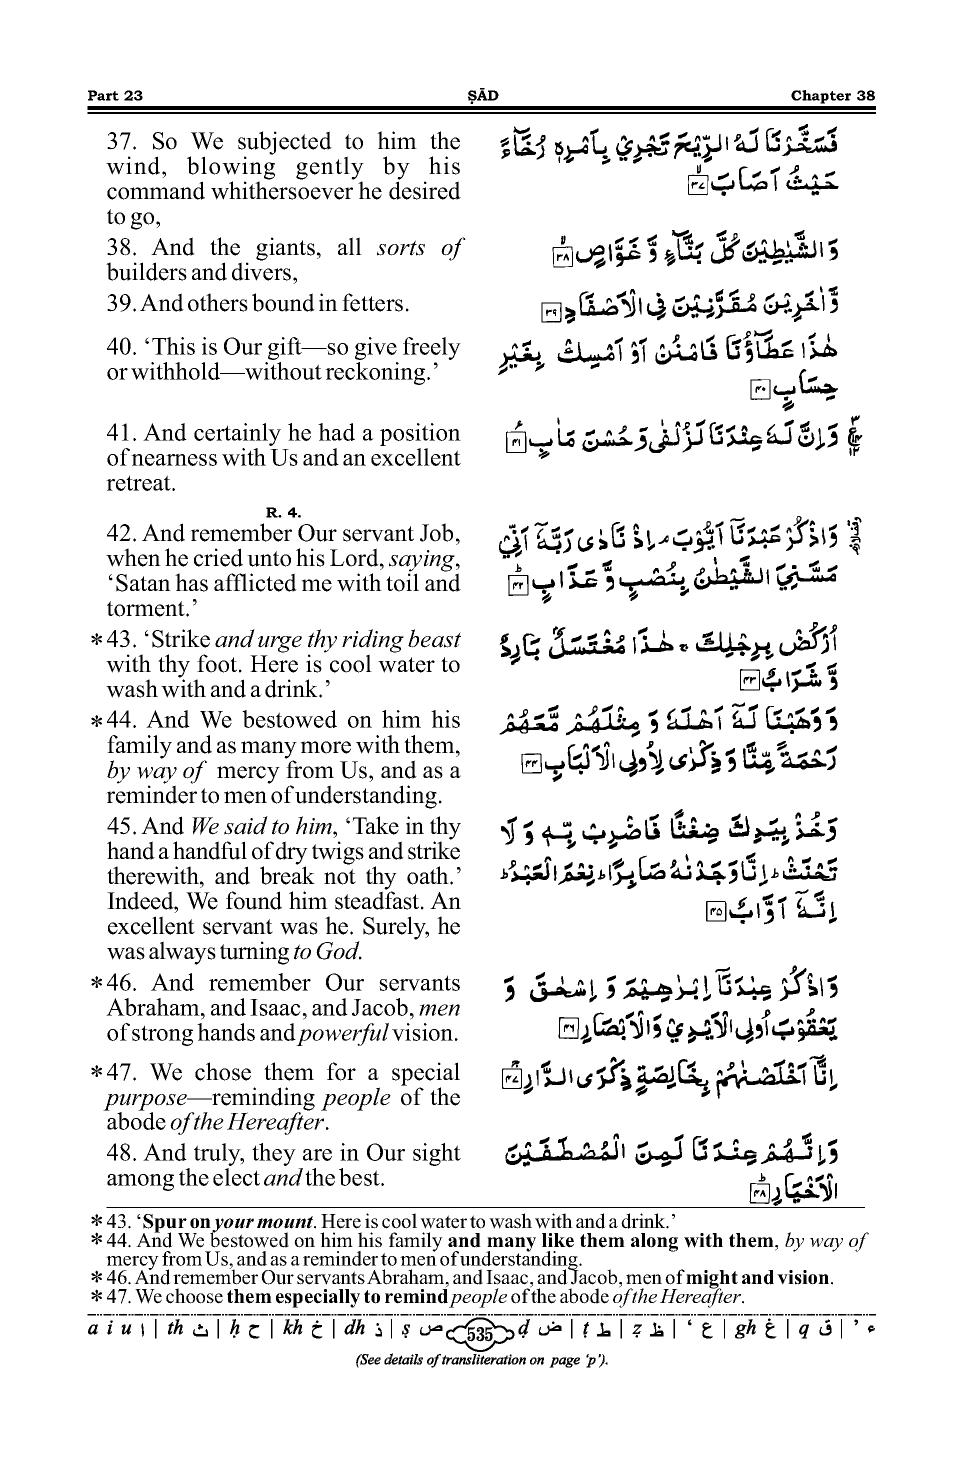 Part 23 ṢĀD Chapter 38
37. So We subjected to him the
wind, blowing gently by his
command whithersoever he desired
to go,
فَسَخَّرْنَا لَهُ الرِّيْحَ تَجْرِيْ بِاَمْرِهٖ رُخَآءً
حَيْثُ اَصَابَ ﴿۳۷﴾
38. And the giants, all sorts of
builders and divers,
وَ الشَّيٰطِيْنَ كُلَّ بَنَّآءٍ وَّ غَوَّاصٍ ﴿۳۸﴾
39. And others bound in fetters.
وَّ اٰخَرِيْنَ مُقَرَّنِيْنَ فِي الْاَصْفَادِ ﴿۳۹﴾
40. ‘This is Our gift—so give freely
or withhold—without reckoning.’
هٰذَا عَطَآؤُنَا فَامْنُنْ اَوْ اَمْسِكْ بِغَيْرِ
حِسَابٍ ﴿۴۰﴾
41. And certainly he had a position
of nearness with Us and an excellent
retreat.
وَ اِنَّ لَهٗ عِنْدَنَا لَزُلْفٰى وَ حُسْنَ مَاٰبٍ ﴿۴۱﴾
R. 4.
42. And remember Our servant Job,
when he cried unto his Lord, saying,
‘Satan has afflicted me with toil and
torment.’
وَ اذْكُرْ عَبْدَنَآ اَيُّوْبَ ۘ اِذْ نَادٰى رَبَّهٗٓ اَنِّيْ
مَسَّنِيَ الشَّيْطٰنُ بِنُصْبٍ وَّ عَذَابٍ ﴿۴۲﴾
*43. ‘Strike and urge thy riding beast
with thy foot. Here is cool water to
wash with and a drink.’
اُرْكُضْ بِرِجْلِكَ ۚ هٰذَا مُغْتَسَلٌۢ بَارِدٌ
وَّ شَرَابٌ ﴿۴۳﴾
*44. And We bestowed on him his
family and as many more with them,
by way of mercy from Us, and as a
reminder to men of understanding.
وَ وَهَبْنَا لَهٗٓ اَهْلَهٗ وَ مِثْلَهُمْ مَّعَهُمْ
رَحْمَةً مِّنَّا وَ ذِكْرٰى لِاُولِي الْاَلْبَابِ ﴿۴۴﴾
45. And We said to him, ‘Take in thy
hand a handful of dry twigs and strike
therewith, and break not thy oath.’
Indeed, We found him steadfast. An
excellent servant was he. Surely, he
was always turning to God.
وَ خُذْ بِيَدِكَ ضِغْثًا فَاضْرِبْ بِّهٖ وَ لَا
تَحْنَثْ ؕ اِنَّا وَجَدْنٰهُ صَابِرًا ؕ نِعْمَ الْعَبْدُ ؕ
اِنَّهٗٓ اَوَّابٌ ﴿۴۵﴾
*46. And remember Our servants
Abraham, and Isaac, and Jacob, men
of strong hands and powerful vision.
وَ اذْكُرْ عِبٰدَنَآ اِبْرٰهِيْمَ وَ اِسْحٰقَ وَ
يَعْقُوْبَ اُولِي الْاَيْدِيْ وَ الْاَبْصَارِ ﴿۴۶﴾
*47. We chose them for a special
purpose—reminding people of the
abode of the Hereafter.
اِنَّآ اَخْلَصْنٰهُمْ بِخَالِصَةٍ ذِكْرَى الدَّارِ ﴿۴۷﴾
48. And truly, they are in Our sight
among the elect and the best.
وَ اِنَّهُمْ عِنْدَنَا لَمِنَ الْمُصْطَفَيْنَ
الْاَخْيَارِ ﴿۴۸﴾
*43. ‘Spur on your mount. Here is cool water to wash with and a drink.’
*44. And We bestowed on him his family and many like them along with them, by way of
mercy from Us, and as a reminder to men of understanding.
*46. And remember Our servants Abraham, and Isaac, and Jacob, men of might and vision.
*47. We choose them especially to remind people of the abode of the Hereafter.
a i u ا | th ث | ḥ ح | kh خ | dh ذ | ṣ ص 535 ḍ ض | ṭ ط | ẓ ظ | ‘ ع | gh غ | q ق | ’ ء
(See details of transliteration on page ‘p’).